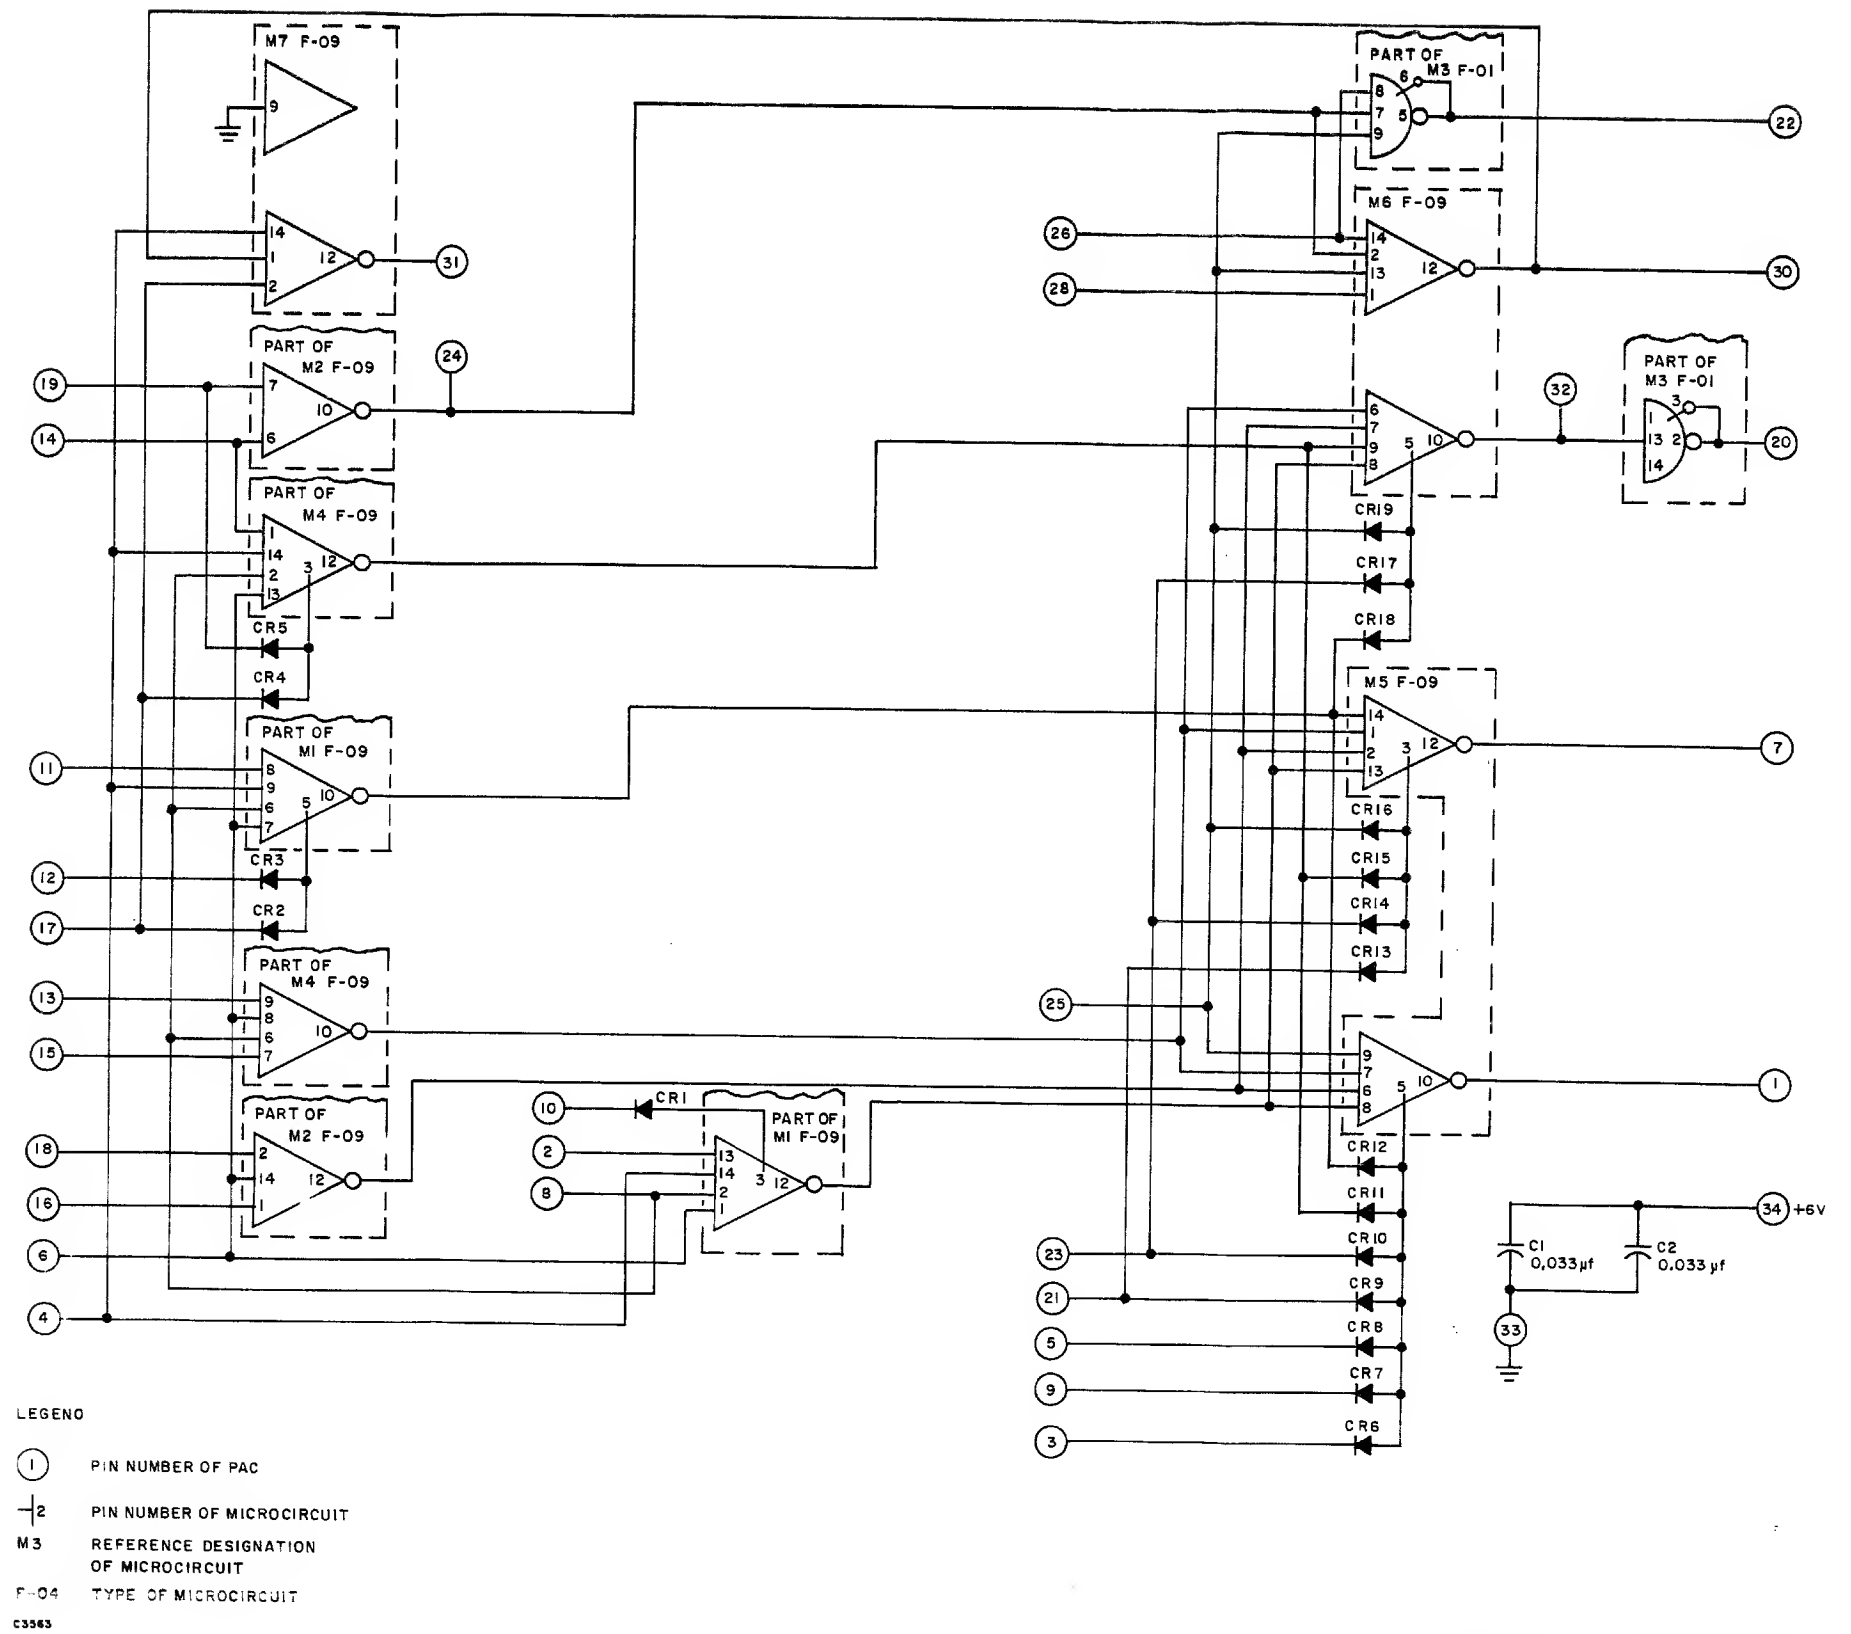 M7 F-09
9
14
1
2
12
31
PART OF
M2 F-09
7
6
10
24
19
14
PART OF
M4 F-09
1
14
2
13
3
12
CR5
CR4
PART OF
M1 F-09
8
9
6
7
5
10
11
CR3
12
CR2
17
PART OF
M4 F-09
9
8
6
7
10
13
15
PART OF
M2 F-09
2
14
1
12
18
16
6
4
10
CR1
2
8
PART OF
M1 F-09
13
14
2
1
3
12
PART OF
M3 F-01
6
8
7
9
5
22
M6 F-09
26
28
14
2
13
1
12
30
6
7
9
8
5
10
32
PART OF
M3 F-01
3
1
13
14
2
20
CR19
CR17
CR18
M5 F-09
14
1
2
13
3
12
7
CR16
CR15
CR14
CR13
25
9
7
6
8
5
10
1
CR12
CR11
CR10
23
CR9
21
CR8
5
CR7
9
CR6
3
34
+6V
C1
0,033µf
C2
0.033µf
33
LEGEND
1
PIN NUMBER OF PAC
2
PIN NUMBER OF MICROCIRCUIT
M3
REFERENCE DESIGNATION
OF MICROCIRCUIT
F-04
TYPE OF MICROCIRCUIT
C3563